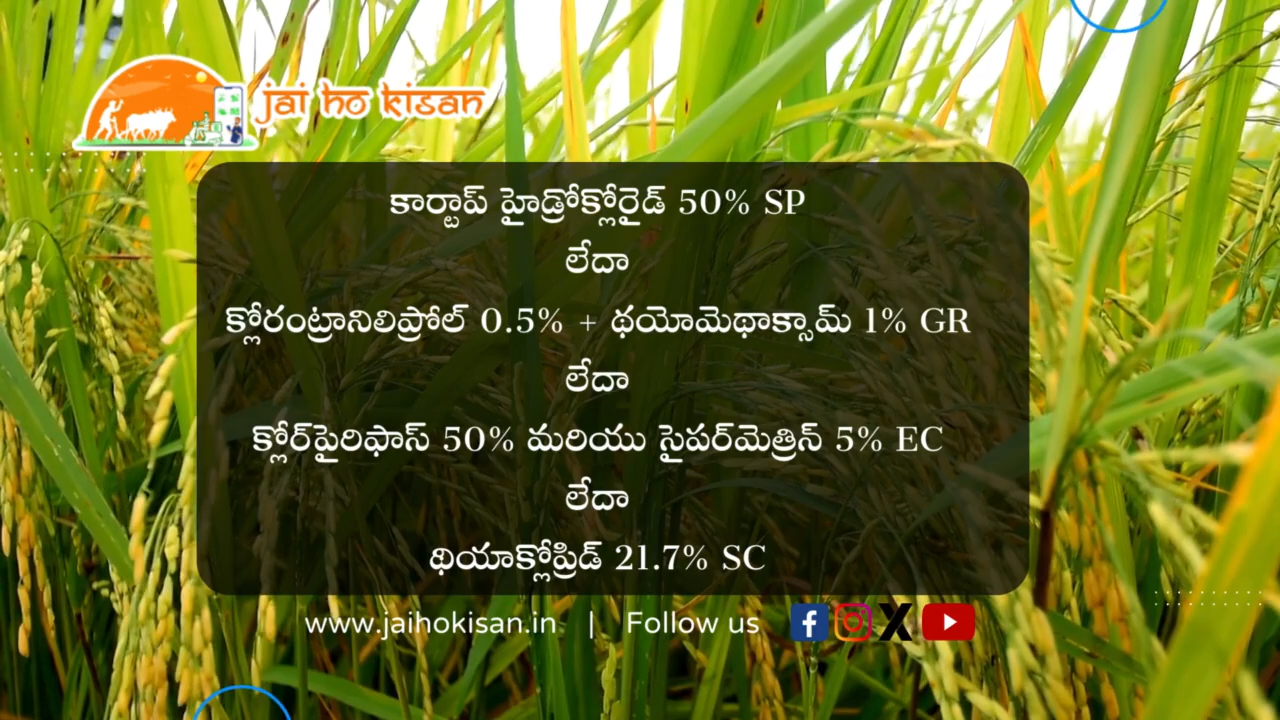 Jai Ho Kisan
కార్టాప్ హైడ్రోక్లోరైడ్ 50% SP
లేదా
క్లోరంట్రానిలిప్రోల్ 0.5% + థయోమెథాక్సామ్ 1% GR
లేదా
క్లోర్‌పైరిఫాస్ 50% మరియు సైపర్‌మెత్రిన్ 5% EC
లేదా
థియాక్లోప్రిడ్ 21.7% SC
www.jaihokisan.in | Follow us